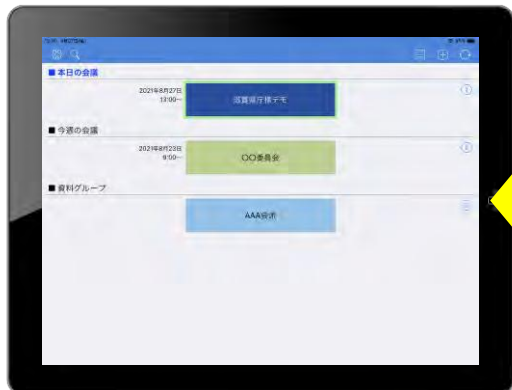 ■本日の会議
2021年8月27日
13:00~
滋賀県庁様デモ
■今週の会議
2021年8月23日
9:00~
〇〇委員会
■資料グループ
AAA会派